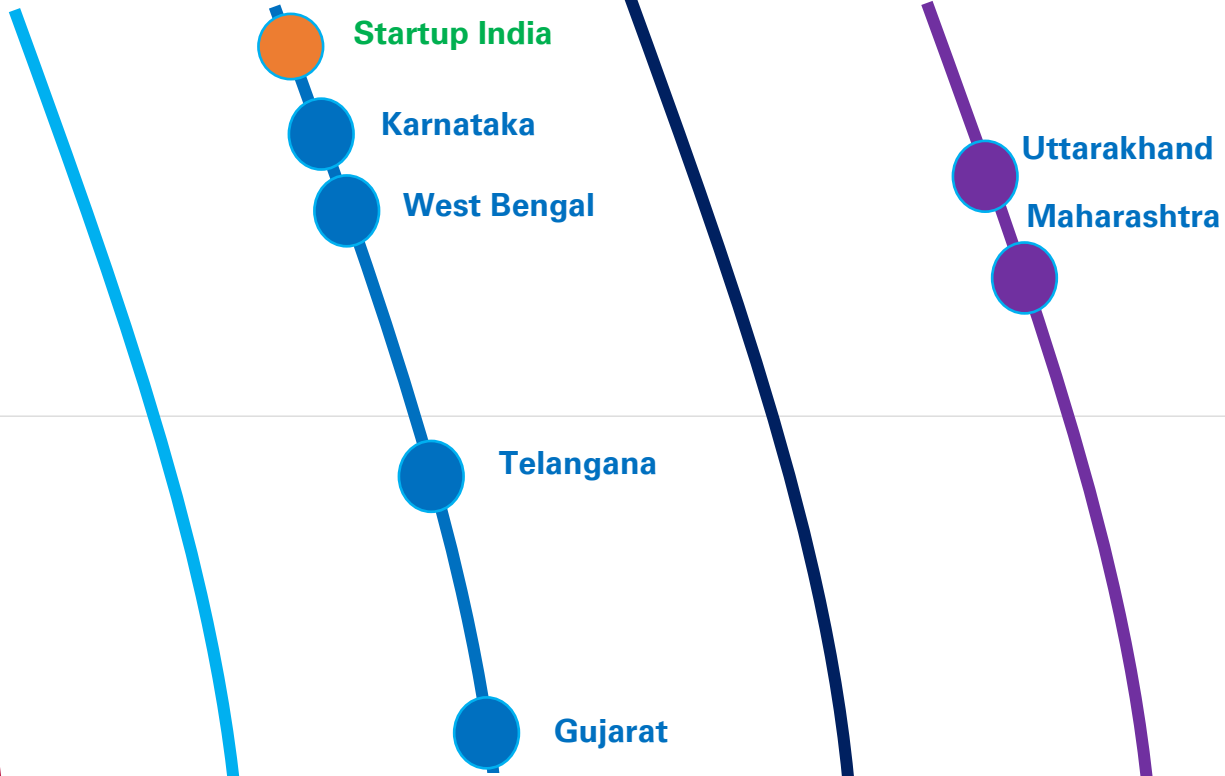 Startup India
Karnataka
Uttarakhand
West Bengal
Maharashtra
Telangana
Gujarat